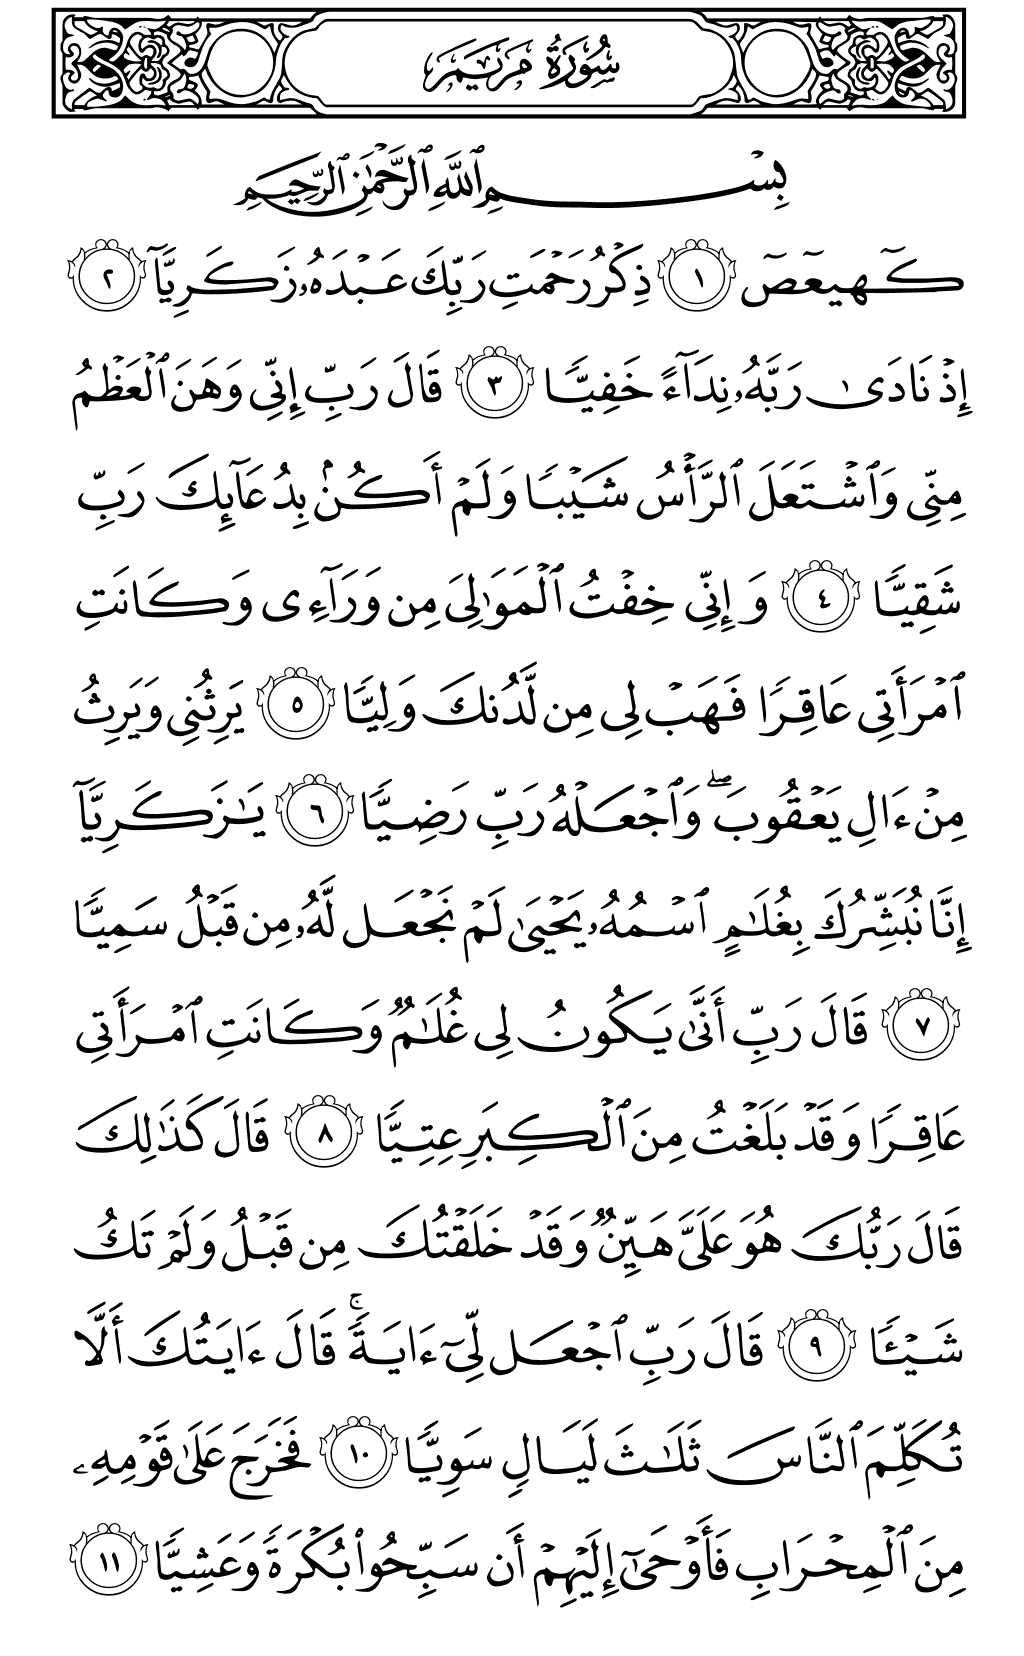 سُورَةُ مَرۡيَمَ
بِسۡمِ ٱللَّهِ ٱلرَّحۡمَٰنِ ٱلرَّحِيمِ
كٓهيعٓصٓ ١ ذِكۡرُ رَحۡمَتِ رَبِّكَ عَبۡدَهُۥ زَكَرِيَّآ ٢
إِذۡ نَادَىٰ رَبَّهُۥ نِدَآءً خَفِيّٗا ٣ قَالَ رَبِّ إِنِّي وَهَنَ ٱلۡعَظۡمُ
مِنِّي وَٱشۡتَعَلَ ٱلرَّأۡسُ شَيۡبٗا وَلَمۡ أَكُنۢ بِدُعَآئِكَ رَبِّ
شَقِيّٗا ٤ وَإِنِّي خِفۡتُ ٱلۡمَوَٰلِيَ مِن وَرَآءِي وَكَانَتِ
ٱمۡرَأَتِي عَاقِرٗا فَهَبۡ لِي مِن لَّدُنكَ وَلِيّٗا ٥ يَرِثُنِي وَيَرِثُ
مِنۡ ءَالِ يَعۡقُوبَۖ وَٱجۡعَلۡهُ رَبِّ رَضِيّٗا ٦ يَٰزَكَرِيَّآ
إِنَّا نُبَشِّرُكَ بِغُلَٰمٍ ٱسۡمُهُۥ يَحۡيَىٰ لَمۡ نَجۡعَل لَّهُۥ مِن قَبۡلُ سَمِيّٗا
٧ قَالَ رَبِّ أَنَّىٰ يَكُونُ لِي غُلَٰمٞ وَكَانَتِ ٱمۡرَأَتِي
عَاقِرٗا وَقَدۡ بَلَغۡتُ مِنَ ٱلۡكِبَرِ عِتِيّٗا ٨ قَالَ كَذَٰلِكَ
قَالَ رَبُّكَ هُوَ عَلَيَّ هَيِّنٞ وَقَدۡ خَلَقۡتُكَ مِن قَبۡلُ وَلَمۡ تَكُ
شَيۡـٔٗا ٩ قَالَ رَبِّ ٱجۡعَل لِّيٓ ءَايَةٗۚ قَالَ ءَايَتُكَ أَلَّا
تُكَلِّمَ ٱلنَّاسَ ثَلَٰثَ لَيَالٖ سَوِيّٗا ١٠ فَخَرَجَ عَلَىٰ قَوۡمِهِۦ
مِنَ ٱلۡمِحۡرَابِ فَأَوۡحَىٰٓ إِلَيۡهِمۡ أَن سَبِّحُواْ بُكۡرَةٗ وَعَشِيّٗا ١١